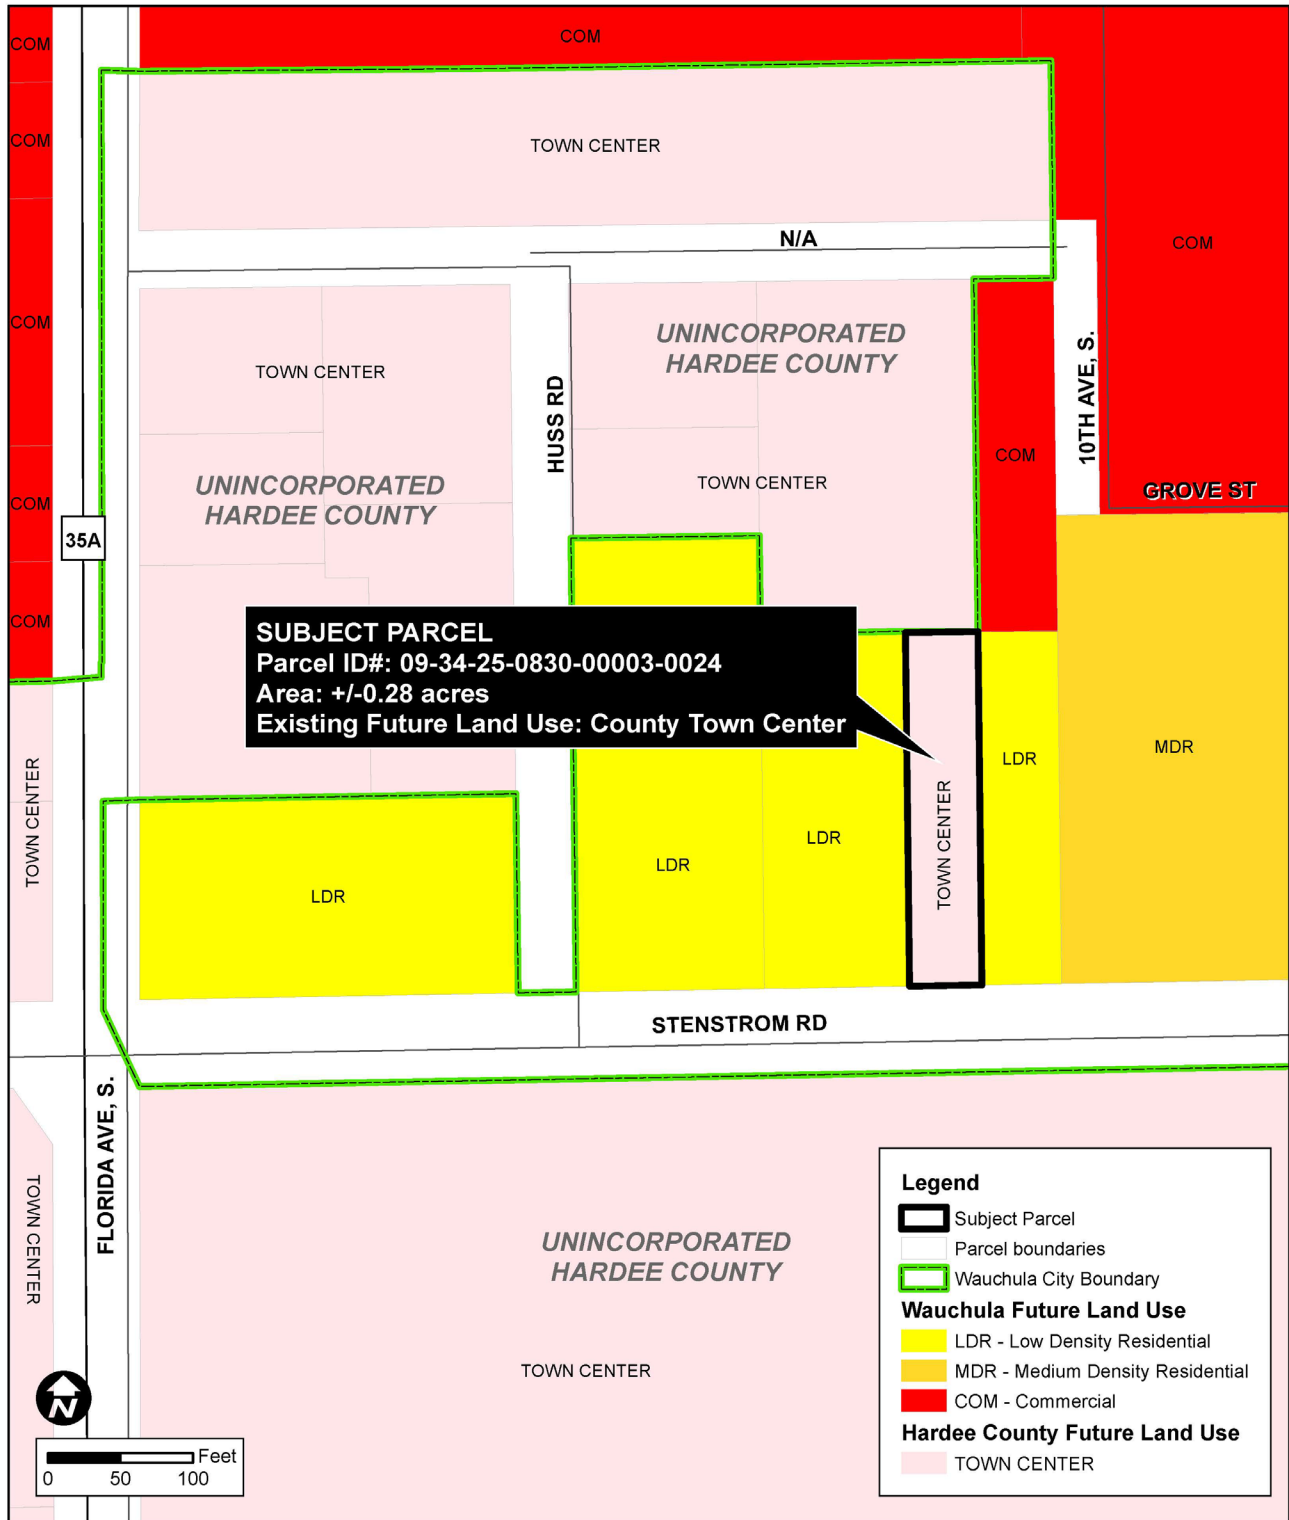 COM
COM
COM
TOWN CENTER
N/A
COM
COM
UNINCORPORATED
HARDEE COUNTY
TOWN CENTER
HUSS RD
10TH AVE, S.
COM
TOWN CENTER
UNINCORPORATED
HARDEE COUNTY
GROVE ST
COM
35A
COM
SUBJECT PARCEL
Parcel ID#: 09-34-25-0830-00003-0024
Area: +/-0.28 acres
Existing Future Land Use: County Town Center
LDR
MDR
TOWN CENTER
TOWN CENTER
LDR
LDR
LDR
STENSTROM RD
FLORIDA AVE, S.
TOWN CENTER
UNINCORPORATED
HARDEE COUNTY
TOWN CENTER
Legend
Subject Parcel
Parcel boundaries
Wauchula City Boundary
Wauchula Future Land Use
LDR - Low Density Residential
MDR - Medium Density Residential
COM - Commercial
Hardee County Future Land Use
TOWN CENTER
N
Feet
0 50 100